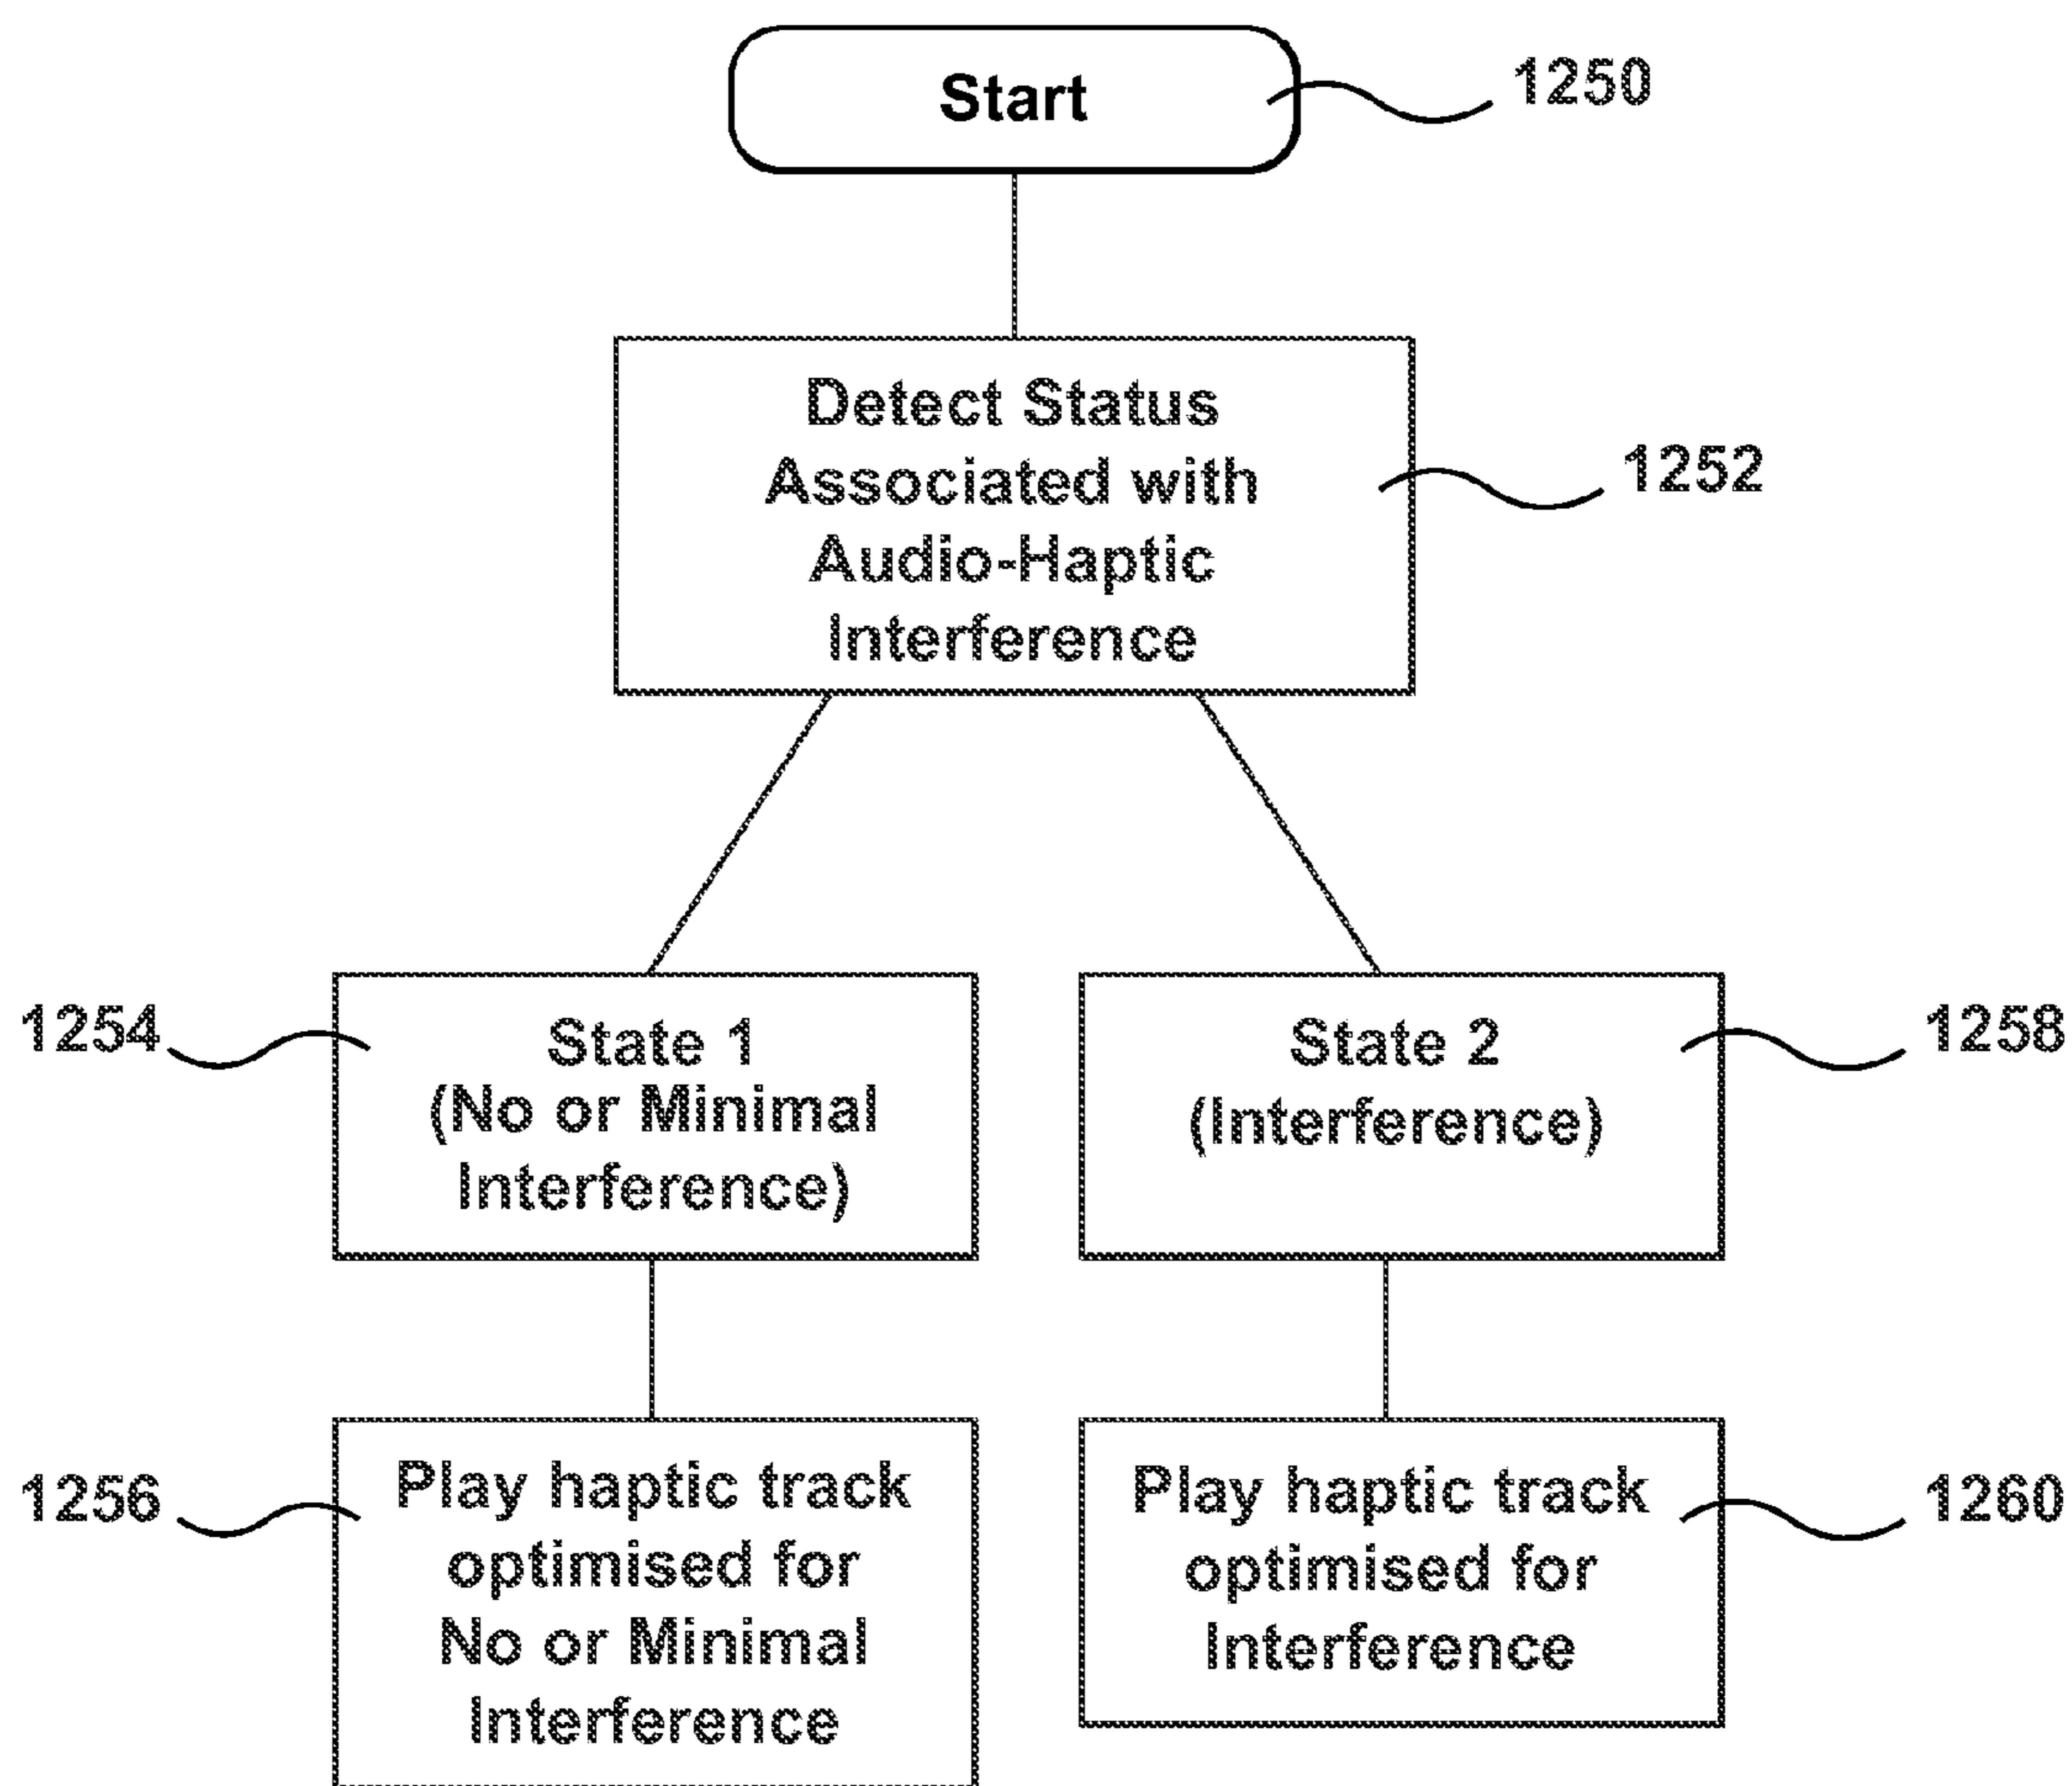 Start
1250
Detect Status
Associated with
Audio-Haptic
Interference
1252
1254
State 1
(No or Minimal
Interference)
State 2
(Interference)
1258
1256
Play haptic track
optimised for
No or Minimal
Interference
Play haptic track
optimised for
Interference
1260